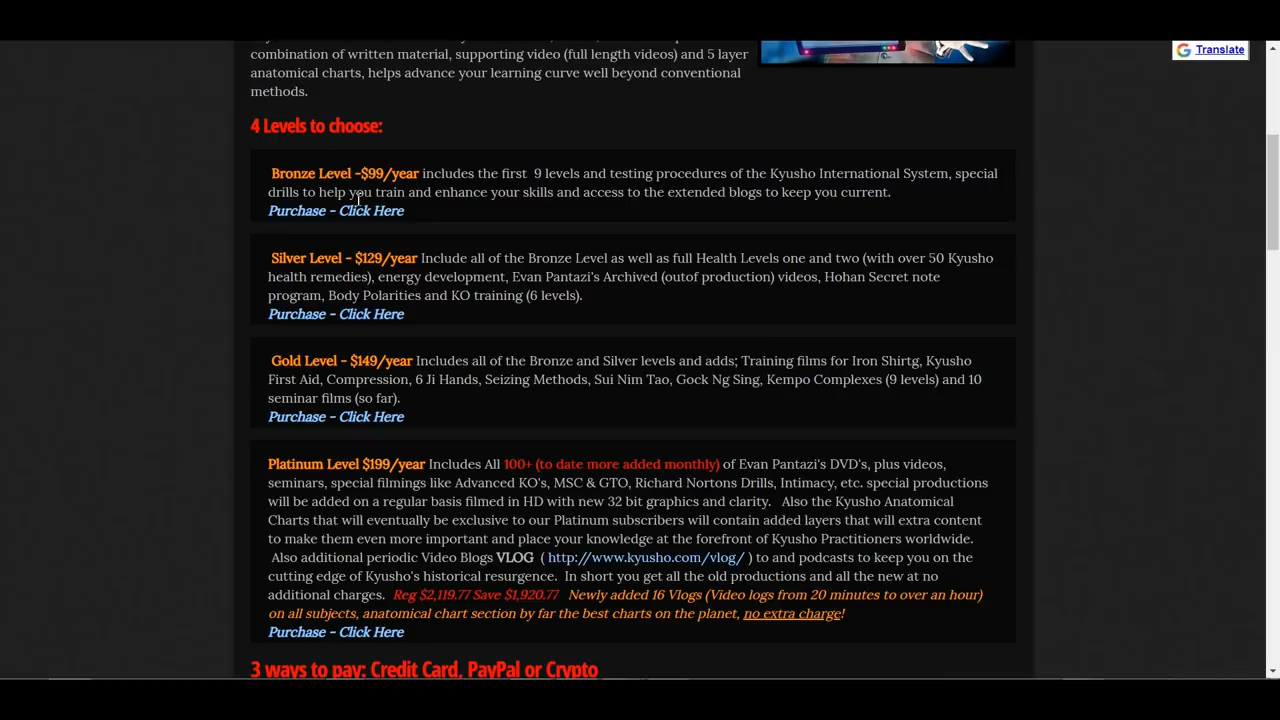 combination of written material, supporting video (full length videos) and 5 layer
Translate
anatomical charts, helps advance your learning curve well beyond conventional
methods.
4 Levels to choose:
Bronze Level -$99/year includes the first 9 levels and testing procedures of the Kyusho International System, special
drills to help you train and enhance your skills and access to the extended blogs to keep you current.
Purchase - Click Here
Silver Level - $129/year Include all of the Bronze Level as well as full Health Levels one and two (with over 50 Kyusho
health remedies), energy development, Evan Pantazi's Archived (outof production) videos, Hohan Secret note
program, Body Polarities and KO training (6 levels).
Purchase - Click Here
Gold Level - $149/year Includes all of the Bronze and Silver levels and adds; Training films for Iron Shirtg, Kyusho
First Aid, Compression, 6 Ji Hands, Seizing Methods, Sui Nim Tao, Gock Ng Sing, Kempo Complexes (9 levels) and 10
seminar films (so far).
Purchase - Click Here
Platinum Level $199/year Includes All 100+ (to date more added monthly) of Evan Pantazi's DVD's, plus videos,
seminars, special filmings like Advanced KO's, MSC & GTO, Richard Nortons Drills, Intimacy, etc. special productions
will be added on a regular basis filmed in HD with new 32 bit graphics and clarity. Also the Kyusho Anatomical
Charts that will eventually be exclusive to our Platinum subscribers will contain added layers that will extra content
to make them even more important and place your knowledge at the forefront of Kyusho Practitioners worldwide.
Also additional periodic Video Blogs VLOG ( http://www.kyusho.com/vlog/ ) to and podcasts to keep you on the
cutting edge of Kyusho's historical resurgence. In short you get all the old productions and all the new at no
additional charges. Reg $2,119.77 Save $1,920.77 Newly added 16 Vlogs (Video logs from 20 minutes to over an hour)
on all subjects, anatomical chart section by far the best charts on the planet, no extra charge!
Purchase - Click Here
3 ways to pay: Credit Card, PayPal or Crypto